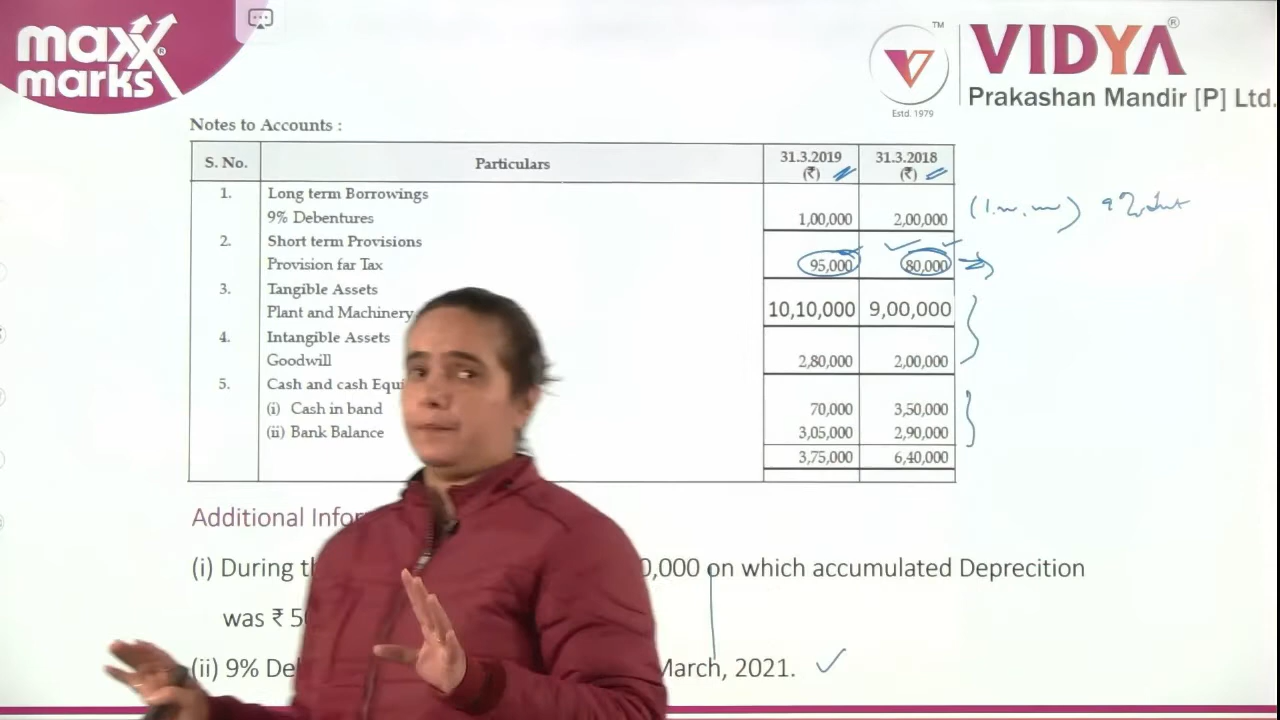 maxx
marks
TM
VIDYA
Prakashan Mandir [P] Ltd.
Estd. 1979
Notes to Accounts :
S. No. Particulars 31.3.2019 (₹) 31.3.2018 (₹)
1. Long term Borrowings
9% Debentures 1,00,000 2,00,000
2. Short term Provisions
Provision far Tax 95,000 80,000
3. Tangible Assets
Plant and Machinery 10,10,000 9,00,000
4. Intangible Assets
Goodwill 2,80,000 2,00,000
5. Cash and cash Equi
(i) Cash in band 70,000 3,50,000
(ii) Bank Balance 3,05,000 2,90,000
3,75,000 6,40,000
Additional Infor
(i) During t 0,000 on which accumulated Deprecition
was ₹ 5
(ii) 9% De March, 2021.